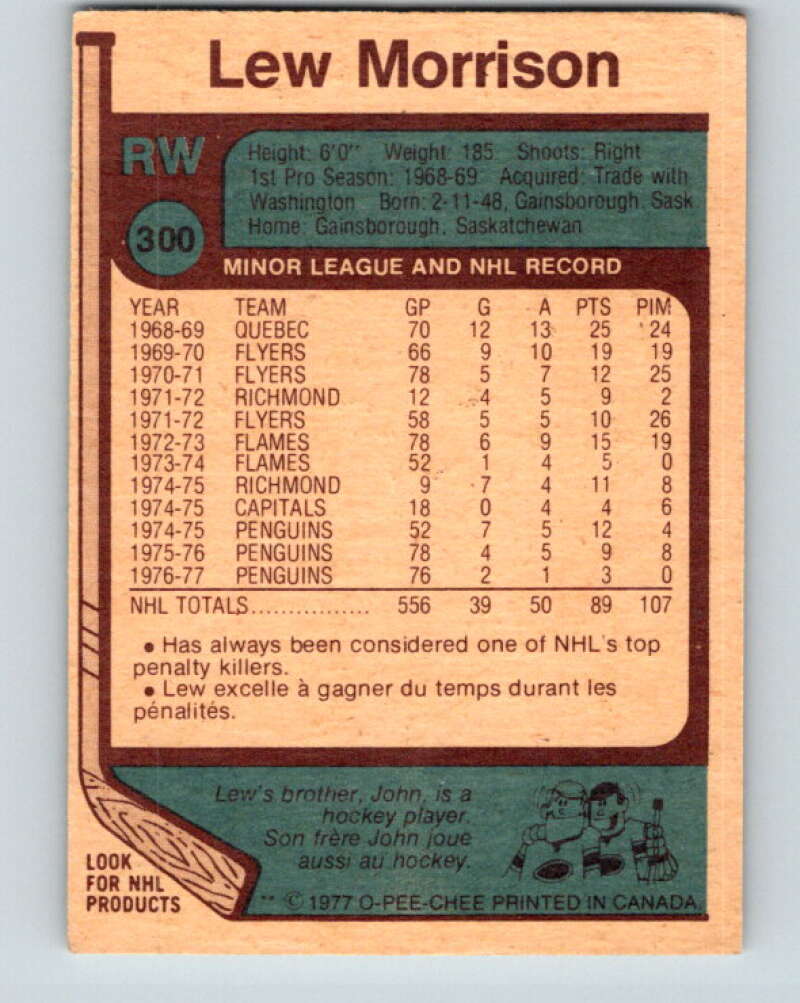 Lew Morrison
RW
Height: 6'0" Weight: 185 Shoots: Right
1st Pro Season: 1968-69 Acquired: Trade with
Washington Born: 2-11-48, Gainsborough, Sask
Home: Gainsborough, Saskatchewan
300
MINOR LEAGUE AND NHL RECORD
YEAR TEAM GP G A PTS PIM
1968-69 QUEBEC 70 12 13 25 24
1969-70 FLYERS 66 9 10 19 19
1970-71 FLYERS 78 5 7 12 25
1971-72 RICHMOND 12 4 5 9 2
1971-72 FLYERS 58 5 5 10 26
1972-73 FLAMES 78 6 9 15 19
1973-74 FLAMES 52 1 4 5 0
1974-75 RICHMOND 9 7 4 11 8
1974-75 CAPITALS 18 0 4 4 6
1974-75 PENGUINS 52 7 5 12 4
1975-76 PENGUINS 78 4 5 9 8
1976-77 PENGUINS 76 2 1 3 0
NHL TOTALS................ 556 39 50 89 107
• Has always been considered one of NHL's top
penalty killers.
• Lew excelle à gagner du temps durant les
pénalités.
Lew's brother, John, is a
hockey player.
Son frère John joue
aussi au hockey.
LOOK
FOR NHL
PRODUCTS
** © 1977 O-PEE-CHEE PRINTED IN CANADA.